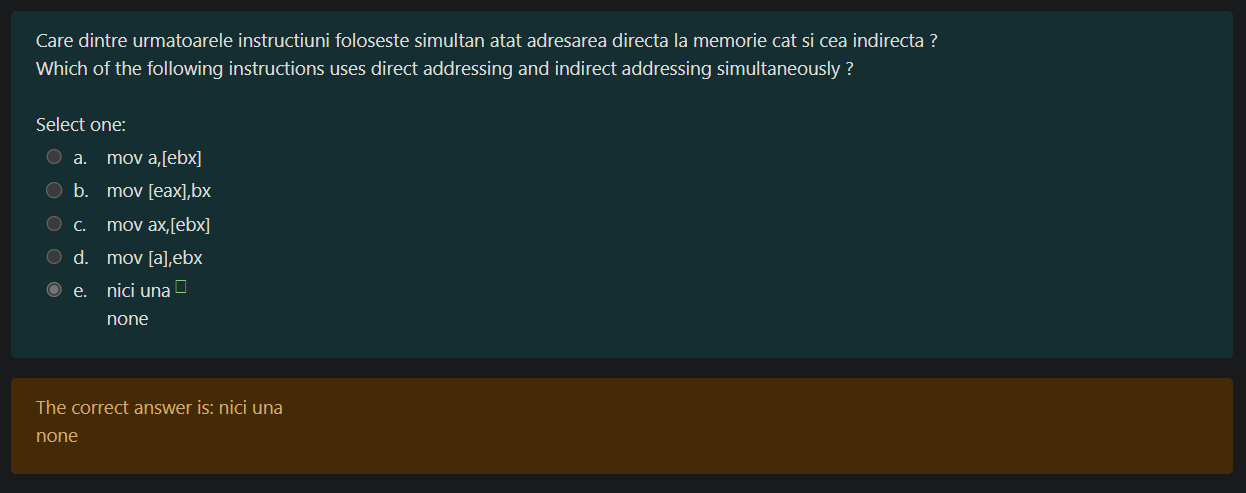 Care dintre urmatoarele instructiuni foloseste simultan atat adresarea directa la memorie cat si cea indirecta ?
Which of the following instructions uses direct addressing and indirect addressing simultaneously ?
Select one:
a. mov a,[ebx]
b. mov [eax],bx
c. mov ax,[ebx]
d. mov [a],ebx
e. nici una
none
The correct answer is: nici una
none